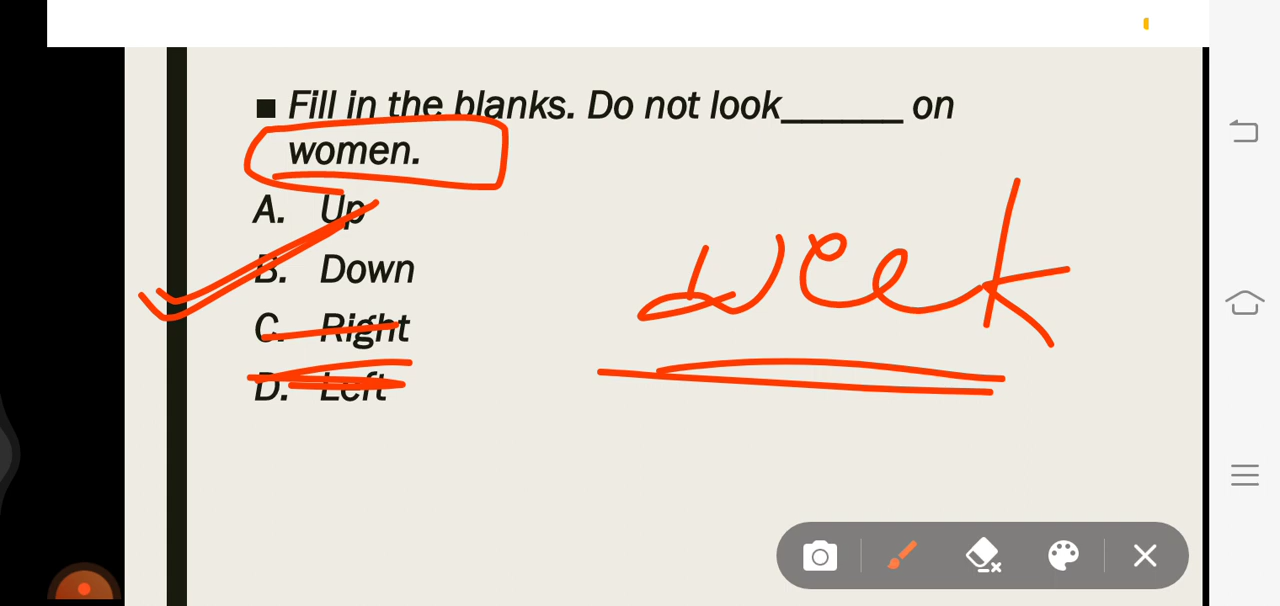 ■ Fill in the blanks. Do not look______ on
women.
A. Up
B. Down
C. Right
D. Left
week